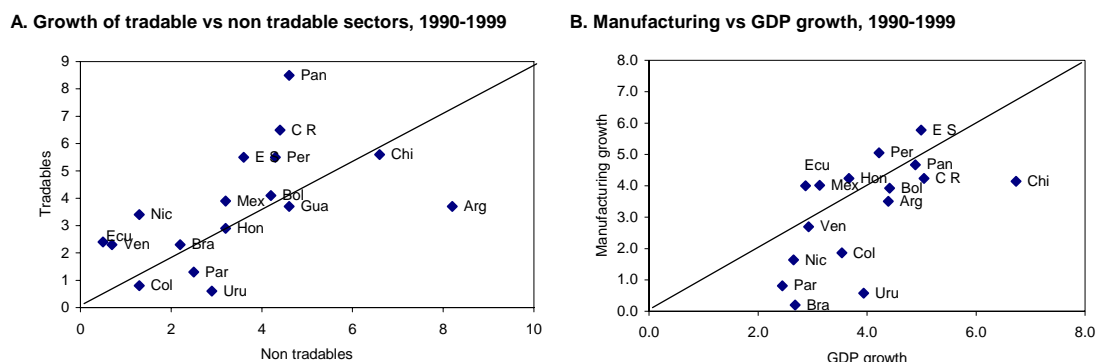 A. Growth of tradable vs non tradable sectors, 1990-1999
9
8
7
6
5
4
3
2
1
0
Tradables
Pan
C R
E S
Per
Chi
Bol
Mex
Gua
Arg
Nic
Hon
Ecu
Ven
Bra
Par
Col
Uru
0 2 4 6 8 10
Non tradables
B. Manufacturing vs GDP growth, 1990-1999
8.0
7.0
6.0
5.0
4.0
3.0
2.0
1.0
0.0
Manufacturing growth
E S
Per
Pan
Ecu
Hon
C R
Chi
Mex
Bol
Arg
Ven
Col
Nic
Par
Uru
Bra
0.0 2.0 4.0 6.0 8.0
GDP growth